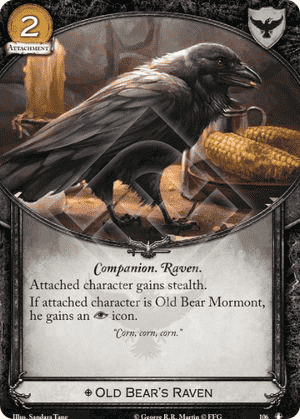 2
ATTACHMENT
Companion. Raven.
Attached character gains stealth.
If attached character is Old Bear Mormont,
he gains an icon.
"Corn, corn, corn."
OLD BEAR'S RAVEN
Illus. Sandara Tang © George R.R. Martin © FFG 106